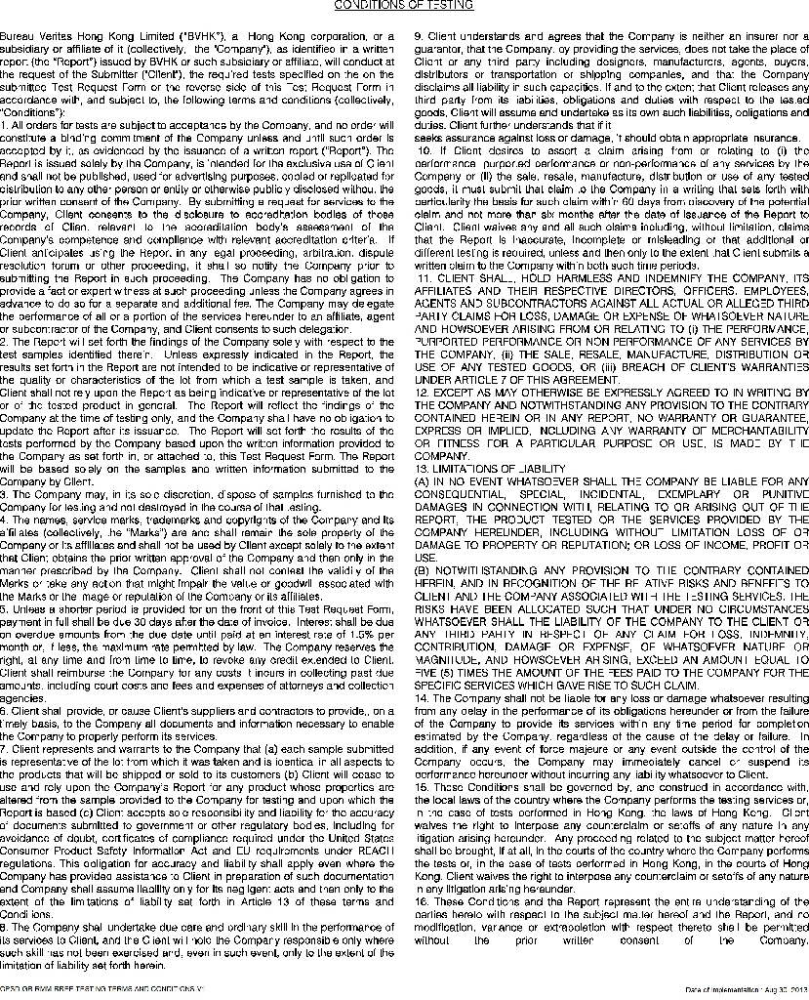 CONDITIONS OF TESTING
Bureau Veritas Hong Kong Limited ("BVHK"), a Hong Kong corporation, or a
subsidiary or affiliate of it (collectively, the "Company"), as identified in a written
report (the "Report") issued by BVHK or such subsidiary or affiliate, will conduct at
the request of the Submitter ("Client"), the required tests specified on the on the
submitted Test Request Form or the reverse side of this Test Request Form in
accordance with, and subject to, the following terms and conditions (collectively,
"Conditions"):
1. All orders for tests are subject to acceptance by the Company, and no order will
constitute a binding commitment of the Company unless and until such order is
accepted by it, as evidenced by the issuance of a written report ("Report"). The
Report is issued solely by the Company, is intended for the exclusive use of Client
and shall not be published, used for advertising purposes, copied or replicated for
distribution to any other person or entity or otherwise publicly disclosed without the
prior written consent of the Company. By submitting a request for services to the
Company, Client consents to the disclosure to accreditation bodies of those
records of Client relevant to the accreditation body's assessment of the
Company's competence and compliance with relevant accreditation criteria. If
Client anticipates using the Report in any legal proceeding, arbitration, dispute
resolution forum or other proceeding, it shall so notify the Company prior to
submitting the Report in such proceeding. The Company has no obligation to
provide a fact or expert witness at such proceeding unless the Company agrees in
advance to do so for a separate and additional fee. The Company may delegate
the performance of all or a portion of the services hereunder to an affiliate, agent
or subcontractor of the Company, and Client consents to such delegation.
2. The Report will set forth the findings of the Company solely with respect to the
test samples identified therein. Unless expressly indicated in the Report, the
results set forth in the Report are not intended to be indicative or representative of
the quality or characteristics of the lot from which a test sample is taken, and
Client shall not rely upon the Report as being indicative or representative of the lot
or of the tested product in general. The Report will reflect the findings of the
Company at the time of testing only, and the Company shall have no obligation to
update the Report after its issuance. The Report will set forth the results of the
tests performed by the Company based upon the written information provided to
the Company as set forth in, or attached to, this Test Request Form. The Report
will be based solely on the samples and written information submitted to the
Company by Client.
3. The Company may, in its sole discretion, dispose of samples furnished to the
Company for testing and not destroyed in the course of that testing.
4. The names, service marks, trademarks and copyrights of the Company and its
affiliates (collectively, the "Marks") are and shall remain the sole property of the
Company or its affiliates and shall not be used by Client except solely to the extent
that Client obtains the prior written approval of the Company and then only in the
manner prescribed by the Company. Client shall not contest the validity of the
Marks or take any action that might impair the value or goodwill associated with
the Marks or the image or reputation of the Company or its affiliates.
5. Unless a shorter period is provided for on the front of this Test Request Form,
payment in full shall be due 30 days after the date of invoice. Interest shall be due
on overdue amounts from the due date until paid at an interest rate of 1.5% per
month or, if less, the maximum rate permitted by law. The Company reserves the
right, at any time and from time to time, to revoke any credit extended to Client.
Client shall reimburse the Company for any costs it incurs in collecting past due
amounts, including court costs and fees and expenses of attorneys and collection
agencies.
6. Client shall provide, or cause Client's suppliers and contractors to provide,, on a
timely basis, to the Company all documents and information necessary to enable
the Company to properly perform its services.
7. Client represents and warrants to the Company that (a) each sample submitted
is representative of the lot from which it was taken and is identical in all aspects to
the products that will be shipped or sold to its customers (b) Client will cease to
use and rely upon the Company's Report for any product whose properties are
altered from the sample provided to the Company for testing and upon which the
Report is based (c) Client accepts sole responsibility and liability for the accuracy
of documents submitted to government or other regulatory bodies, including for
avoidance of doubt, certificates of compliance required under the United States
Consumer Product Safety Information Act and EU requirements under REACH
regulations. This obligation for accuracy and liability shall apply even where the
Company has provided assistance to Client in preparation of such documentation
and Company shall assume liability only for its negligent acts and then only to the
extent of the limitations of liability set forth in Article 13 of these terms and
Conditions.
8. The Company shall undertake due care and ordinary skill in the performance of
its services to Client, and the Client will hold the Company responsible only where
such skill has not been exercised and, even in such event, only to the extent of the
limitation of liability set forth herein.
9. Client understands and agrees that the Company is neither an insurer nor a
guarantor, that the Company, by providing the services, does not take the place of
Client or any third party including designers, manufacturers, agents, buyers,
distributors or transportation or shipping companies, and that the Company
disclaims all liability in such capacities. If and to the extent that Client releases any
third party from its liabilities, obligations and duties with respect to the tested
goods, Client will assume and undertake as its own such liabilities, obligations and
duties. Client further understands that if it
seeks assurance against loss or damage, it should obtain appropriate insurance.
10. If Client desires to assert a claim arising from or relating to (i) the
performance, purported performance or non-performance of any services by the
Company or (ii) the sale, resale, manufacture, distribution or use of any tested
goods, it must submit that claim to the Company in a writing that sets forth with
particularity the basis for such claim within 60 days from discovery of the potential
claim and not more than six months after the date of issuance of the Report to
Client. Client waives any and all such claims including, without limitation, claims
that the Report is inaccurate, incomplete or misleading or that additional or
different testing is required, unless and then only to the extent that Client submits a
written claim to the Company within both such time periods.
11. CLIENT SHALL, HOLD HARMLESS AND INDEMNIFY THE COMPANY, ITS
AFFILIATES AND THEIR RESPECTIVE DIRECTORS, OFFICERS, EMPLOYEES,
AGENTS AND SUBCONTRACTORS AGAINST ALL ACTUAL OR ALLEGED THIRD
PARTY CLAIMS FOR LOSS, DAMAGE OR EXPENSE OF WHATSOEVER NATURE
AND HOWSOEVER ARISING FROM OR RELATING TO (i) THE PERFORMANCE,
PURPORTED PERFORMANCE OR NON PERFORMANCE OF ANY SERVICES BY
THE COMPANY, (ii) THE SALE, RESALE, MANUFACTURE, DISTRIBUTION OR
USE OF ANY TESTED GOODS, OR (iii) BREACH OF CLIENT'S WARRANTIES
UNDER ARTICLE 7 OF THIS AGREEMENT.
12. EXCEPT AS MAY OTHERWISE BE EXPRESSLY AGREED TO IN WRITING BY
THE COMPANY AND NOTWITHSTANDING ANY PROVISION TO THE CONTRARY
CONTAINED HEREIN OR IN ANY REPORT, NO WARRANTY OR GUARANTEE,
EXPRESS OR IMPLIED, INCLUDING ANY WARRANTY OF MERCHANTABILITY
OR FITNESS FOR A PARTICULAR PURPOSE OR USE, IS MADE BY THE
COMPANY.
13. LIMITATIONS OF LIABILITY
(A) IN NO EVENT WHATSOEVER SHALL THE COMPANY BE LIABLE FOR ANY
CONSEQUENTIAL, SPECIAL, INCIDENTAL, EXEMPLARY OR PUNITIVE
DAMAGES IN CONNECTION WITH, RELATING TO OR ARISING OUT OF THE
REPORT, THE PRODUCT TESTED OR THE SERVICES PROVIDED BY THE
COMPANY HEREUNDER, INCLUDING WITHOUT LIMITATION LOSS OF OR
DAMAGE TO PROPERTY OR REPUTATION; OR LOSS OF INCOME, PROFIT OR
USE.
(B) NOTWITHSTANDING ANY PROVISION TO THE CONTRARY CONTAINED
HEREIN, AND IN RECOGNITION OF THE RELATIVE RISKS AND BENEFITS TO
CLIENT AND THE COMPANY ASSOCIATED WITH THE TESTING SERVICES, THE
RISKS HAVE BEEN ALLOCATED SUCH THAT UNDER NO CIRCUMSTANCES
WHATSOEVER SHALL THE LIABILITY OF THE COMPANY TO THE CLIENT OR
ANY THIRD PARTY IN RESPECT OF ANY CLAIM FOR LOSS, INDEMNITY,
CONTRIBUTION, DAMAGE OR EXPENSE, OF WHATSOEVER NATURE OR
MAGNITUDE, AND HOWSOEVER ARISING, EXCEED AN AMOUNT EQUAL TO
FIVE (5) TIMES THE AMOUNT OF THE FEES PAID TO THE COMPANY FOR THE
SPECIFIC SERVICES WHICH GAVE RISE TO SUCH CLAIM.
14. The Company shall not be liable for any loss or damage whatsoever resulting
from any delay in the performance of its obligations hereunder or from the failure
of the Company to provide its services within any time period for completion
estimated by the Company, regardless of the cause of the delay or failure. In
addition, if any event of force majeure or any event outside the control of the
Company occurs, the Company may immediately cancel or suspend its
performance hereunder without incurring any liability whatsoever to Client.
15. These Conditions shall be governed by, and construed in accordance with,
the local laws of the country where the Company performs the testing services or,
in the case of tests performed in Hong Kong, the laws of Hong Kong. Client
waives the right to interpose any counterclaim or setoffs of any nature in any
litigation arising hereunder. Any proceeding related to the subject matter hereof
shall be brought, if at all, in the courts of the country where the Company performs
the tests or, in the case of tests performed in Hong Kong, in the courts of Hong
Kong. Client waives the right to interpose any counterclaim or setoffs of any nature
in any litigation arising hereunder.
16. These Conditions and the Report represent the entire understanding of the
parties hereto with respect to the subject matter hereof and the Report, and no
modification, variance or extrapolation with respect thereto shall be permitted
without the prior written consent of the Company.
CPSD GB RMM RREF TESTING TERMS AND CONDITIONS V1
Date of Implementation : Aug 30, 2013